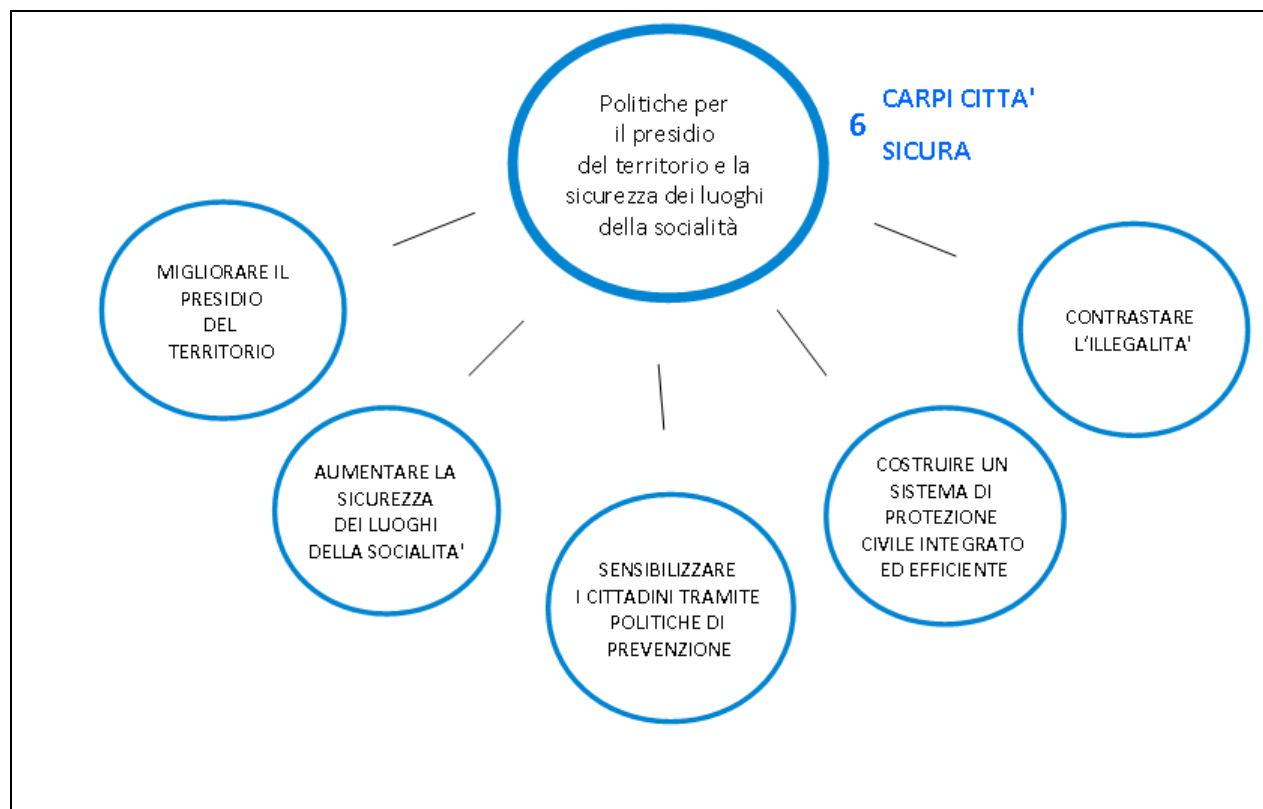 Politiche per
il presidio
del territorio e la
sicurezza dei luoghi
della socialità
6
CARPI CITTA'
SICURA
MIGLIORARE IL
PRESIDIO
DEL
TERRITORIO
AUMENTARE LA
SICUREZZA
DEI LUOGHI
DELLA SOCIALITA'
SENSIBILIZZARE
I CITTADINI TRAMITE
POLITICHE DI
PREVENZIONE
COSTRUIRE UN
SISTEMA DI
PROTEZIONE
CIVILE INTEGRATO
ED EFFICIENTE
CONTRASTARE
L'ILLEGALITA'